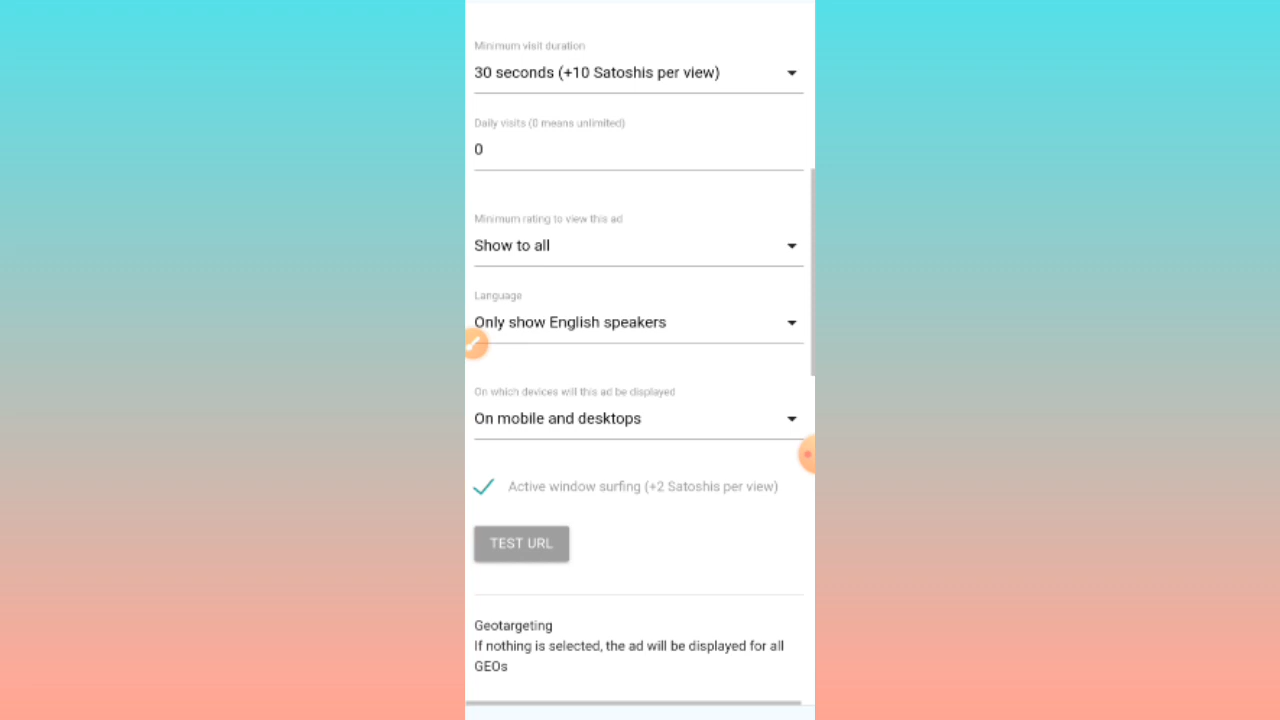 Minimum visit duration
30 seconds (+10 Satoshis per view)
Daily visits (0 means unlimited)
0
Minimum rating to view this ad
Show to all
Language
Only show English speakers
On which devices will this ad be displayed
On mobile and desktops
Active window surfing (+2 Satoshis per view)
TEST URL
Geotargeting
If nothing is selected, the ad will be displayed for all
GEOs